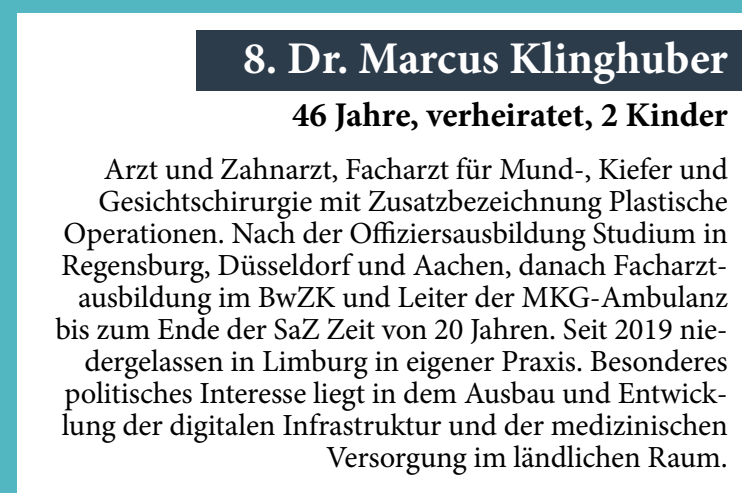 8. Dr. Marcus Klinghuber
46 Jahre, verheiratet, 2 Kinder
Arzt und Zahnarzt, Facharzt für Mund-, Kiefer und
Gesichtschirurgie mit Zusatzbezeichnung Plastische
Operationen. Nach der Offiziersausbildung Studium in
Regensburg, Düsseldorf und Aachen, danach Facharzt-
ausbildung im BwZK und Leiter der MKG-Ambulanz
bis zum Ende der SaZ Zeit von 20 Jahren. Seit 2019 nie-
dergelassen in Limburg in eigener Praxis. Besonderes
politisches Interesse liegt in dem Ausbau und Entwick-
lung der digitalen Infrastruktur und der medizinischen
Versorgung im ländlichen Raum.